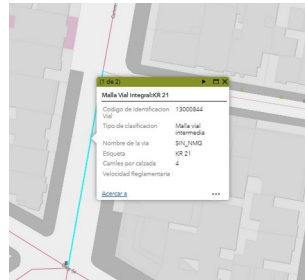 (1 de 2)
Malla Vial Integral:KR 21
Codigo de Identificacion Vial 13000844
Tipo de clasificacion Malla vial intermedia
Nombre de la via SIN_NMG
Etiqueta KR 21
Carriles por calzada 4
Velocidad Reglamentaria
Acercar a